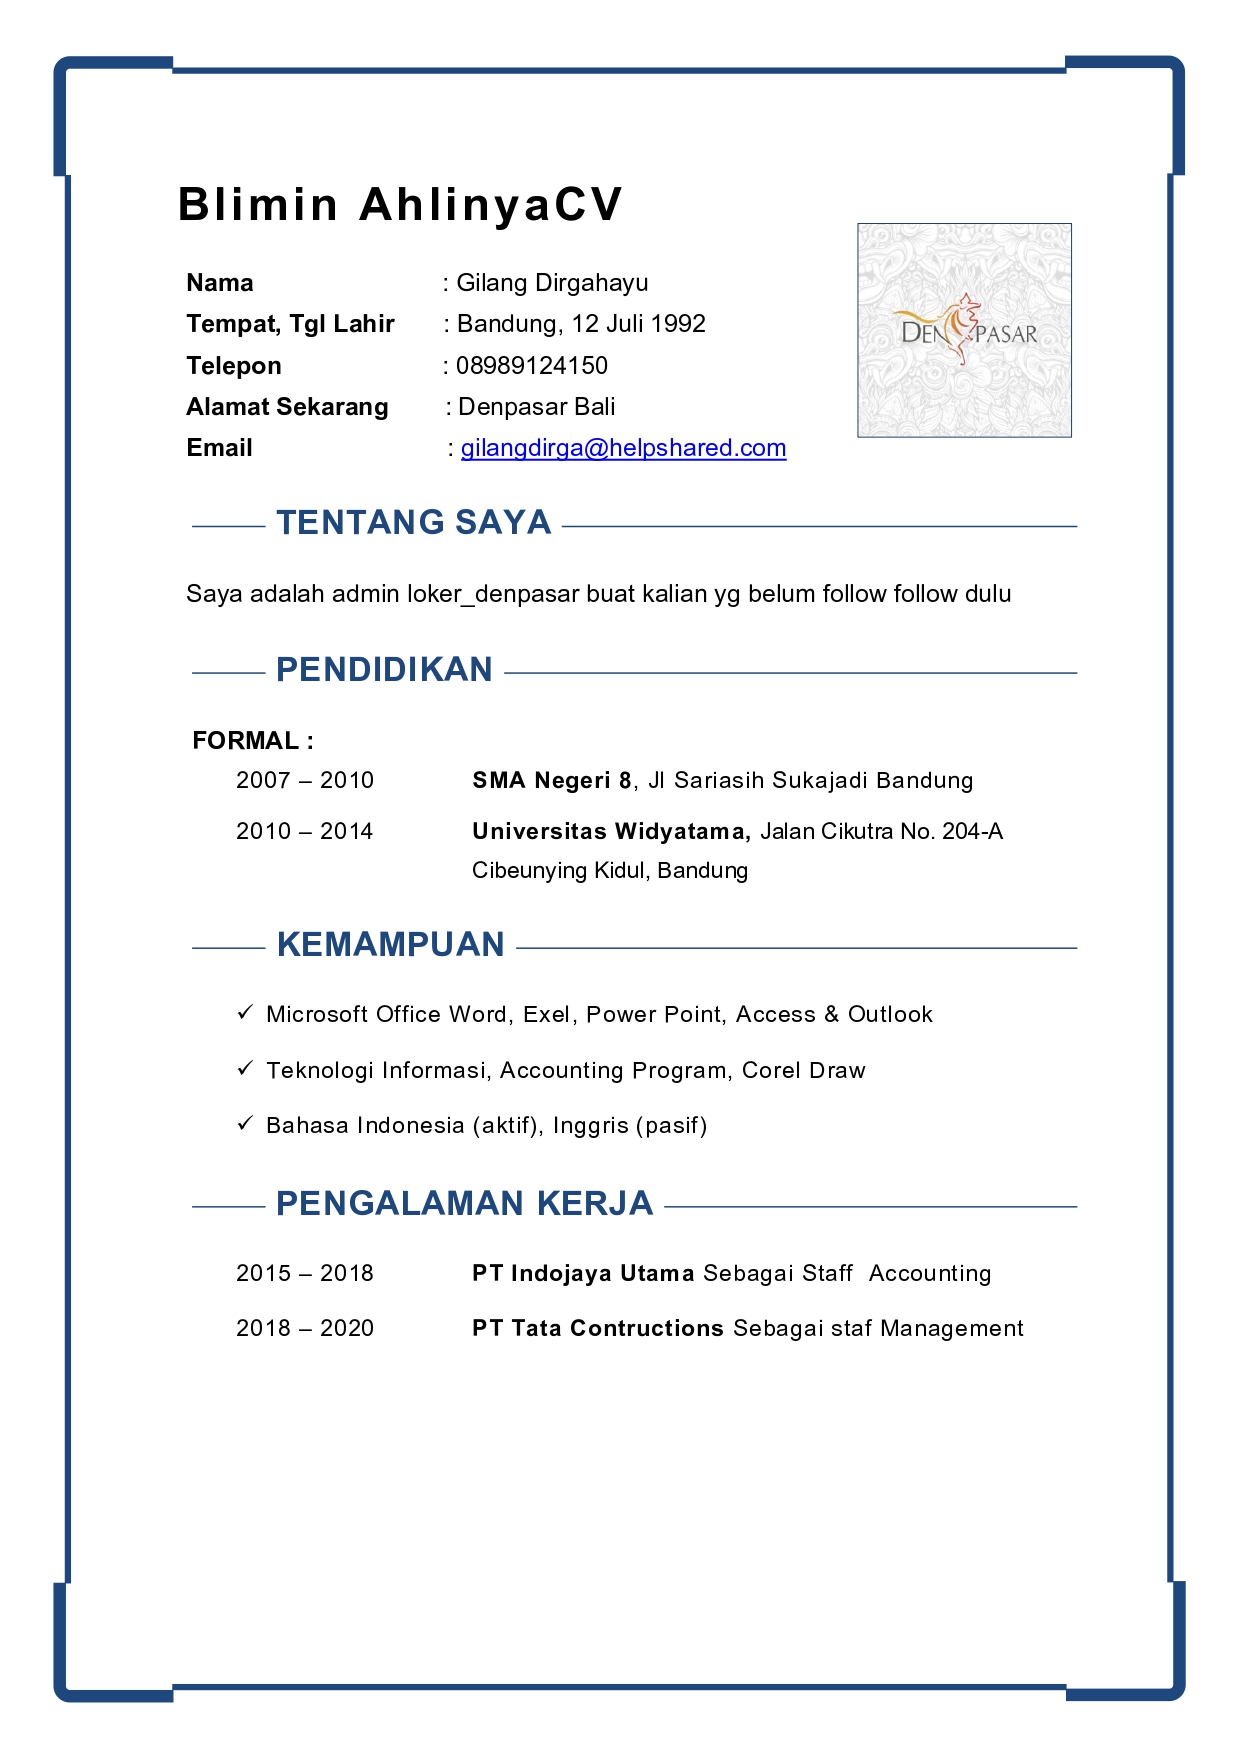 Blimin AhlinyaCV
Nama : Gilang Dirgahayu
Tempat, Tgl Lahir : Bandung, 12 Juli 1992
Telepon : 08989124150
Alamat Sekarang : Denpasar Bali
Email : gilangdirga@helpshared.com
DENPASAR
TENTANG SAYA
Saya adalah admin loker_denpasar buat kalian yg belum follow follow dulu
PENDIDIKAN
FORMAL :
2007 – 2010 SMA Negeri 8, Jl Sariasih Sukajadi Bandung
2010 – 2014 Universitas Widyatama, Jalan Cikutra No. 204-A
Cibeunying Kidul, Bandung
KEMAMPUAN
✓ Microsoft Office Word, Exel, Power Point, Access & Outlook
✓ Teknologi Informasi, Accounting Program, Corel Draw
✓ Bahasa Indonesia (aktif), Inggris (pasif)
PENGALAMAN KERJA
2015 – 2018 PT Indojaya Utama Sebagai Staff Accounting
2018 – 2020 PT Tata Contructions Sebagai staf Management